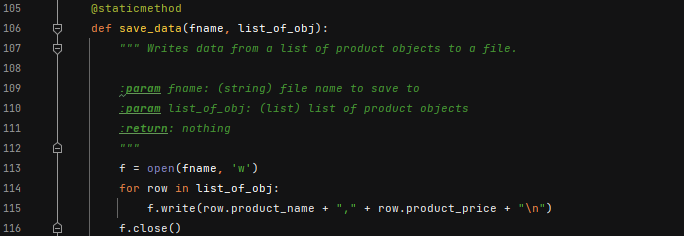 105 @staticmethod
106 def save_data(fname, list_of_obj):
107 """ Writes data from a list of product objects to a file.
108
109 :param fname: (string) file name to save to
110 :param list_of_obj: (list) list of product objects
111 :return: nothing
112 """
113 f = open(fname, 'w')
114 for row in list_of_obj:
115 f.write(row.product_name + "," + row.product_price + "\n")
116 f.close()